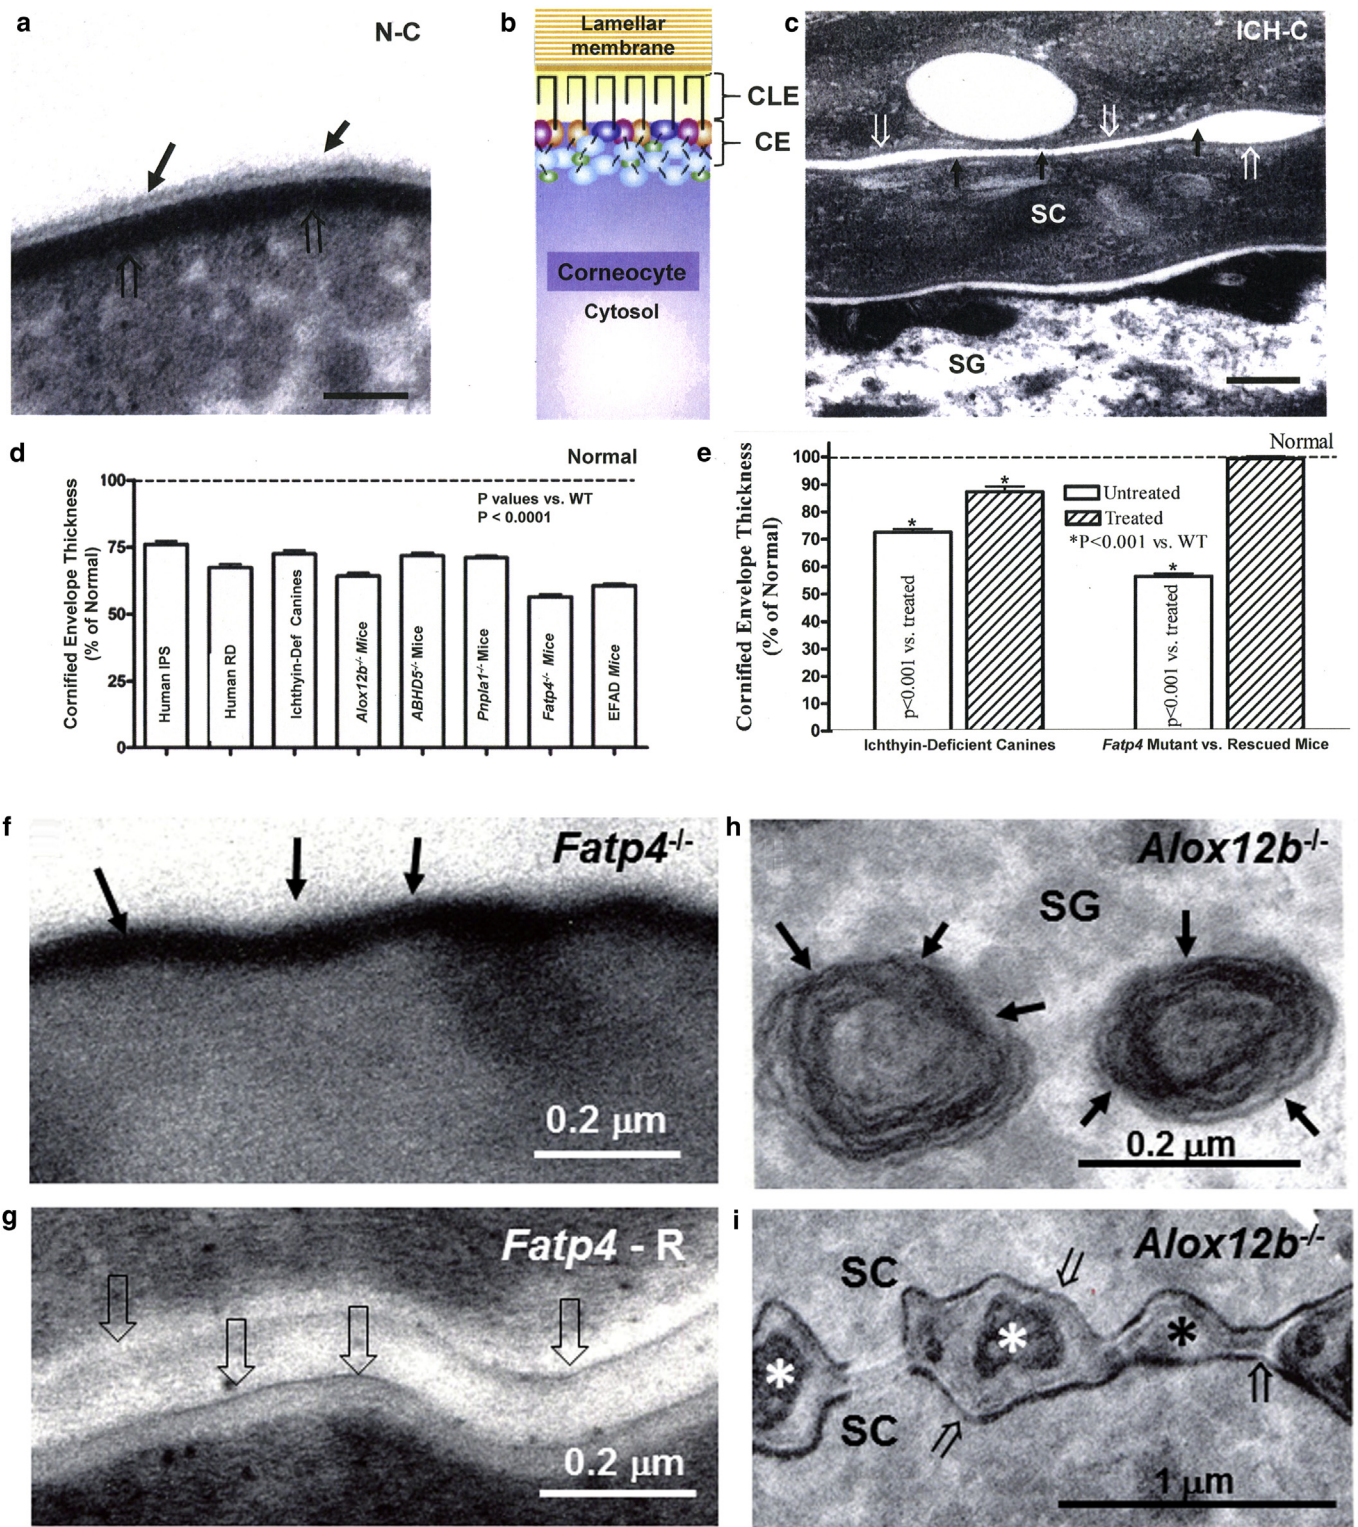 a
N-C
b
Lamellar
membrane
CLE
CE
Corneocyte
Cytosol
c
ICH-C
SC
SG
d
Cornified Envelope Thickness
(% of Normal)
Normal
P values vs. WT
P < 0.0001
100
75
50
25
0
Human IPS
Human RD
Ichthyin-Def Canines
Alox12b-/- Mice
ABHD5-/- Mice
Pnpla1-/- Mice
Fatp4-/- Mice
EFAD Mice
e
Cornified Envelope Thickness
(% of Normal)
Normal
100
90
80
70
60
50
40
30
20
10
0
*
*
*
Untreated
Treated
*P<0.001 vs. WT
p<0.001 vs. treated
p<0.001 vs. treated
Ichthyin-Deficient Canines
Fatp4 Mutant vs. Rescued Mice
f
Fatp4-/-
0.2 µm
g
Fatp4 - R
0.2 µm
h
Alox12b-/-
SG
0.2 µm
i
Alox12b-/-
SC
*
*
*
SC
1 µm